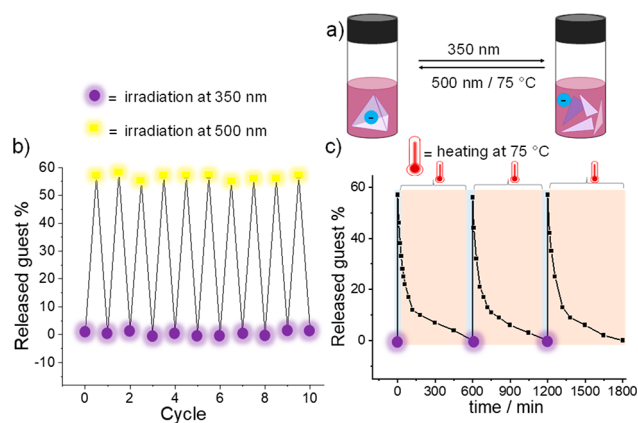 a)
350 nm
500 nm / 75 °C
-
-
= irradiation at 350 nm
= irradiation at 500 nm
b)
60
50
40
30
20
10
0
-10
Released guest %
0 2 4 6 8 10
Cycle
c)
= heating at 75 °C
60
40
20
0
Released guest %
0 300 600 900 1200 1500 1800
time / min